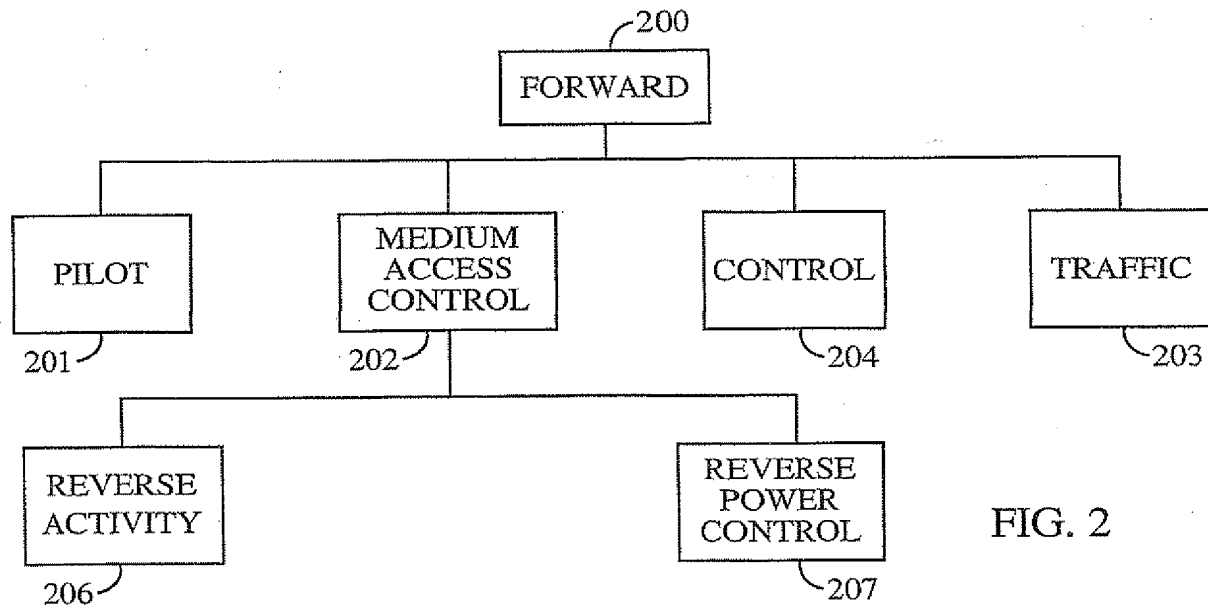 200
FORWARD
PILOT
MEDIUM
ACCESS
CONTROL
CONTROL
TRAFFIC
201
202
204
203
REVERSE
ACTIVITY
REVERSE
POWER
CONTROL
FIG. 2
206
207